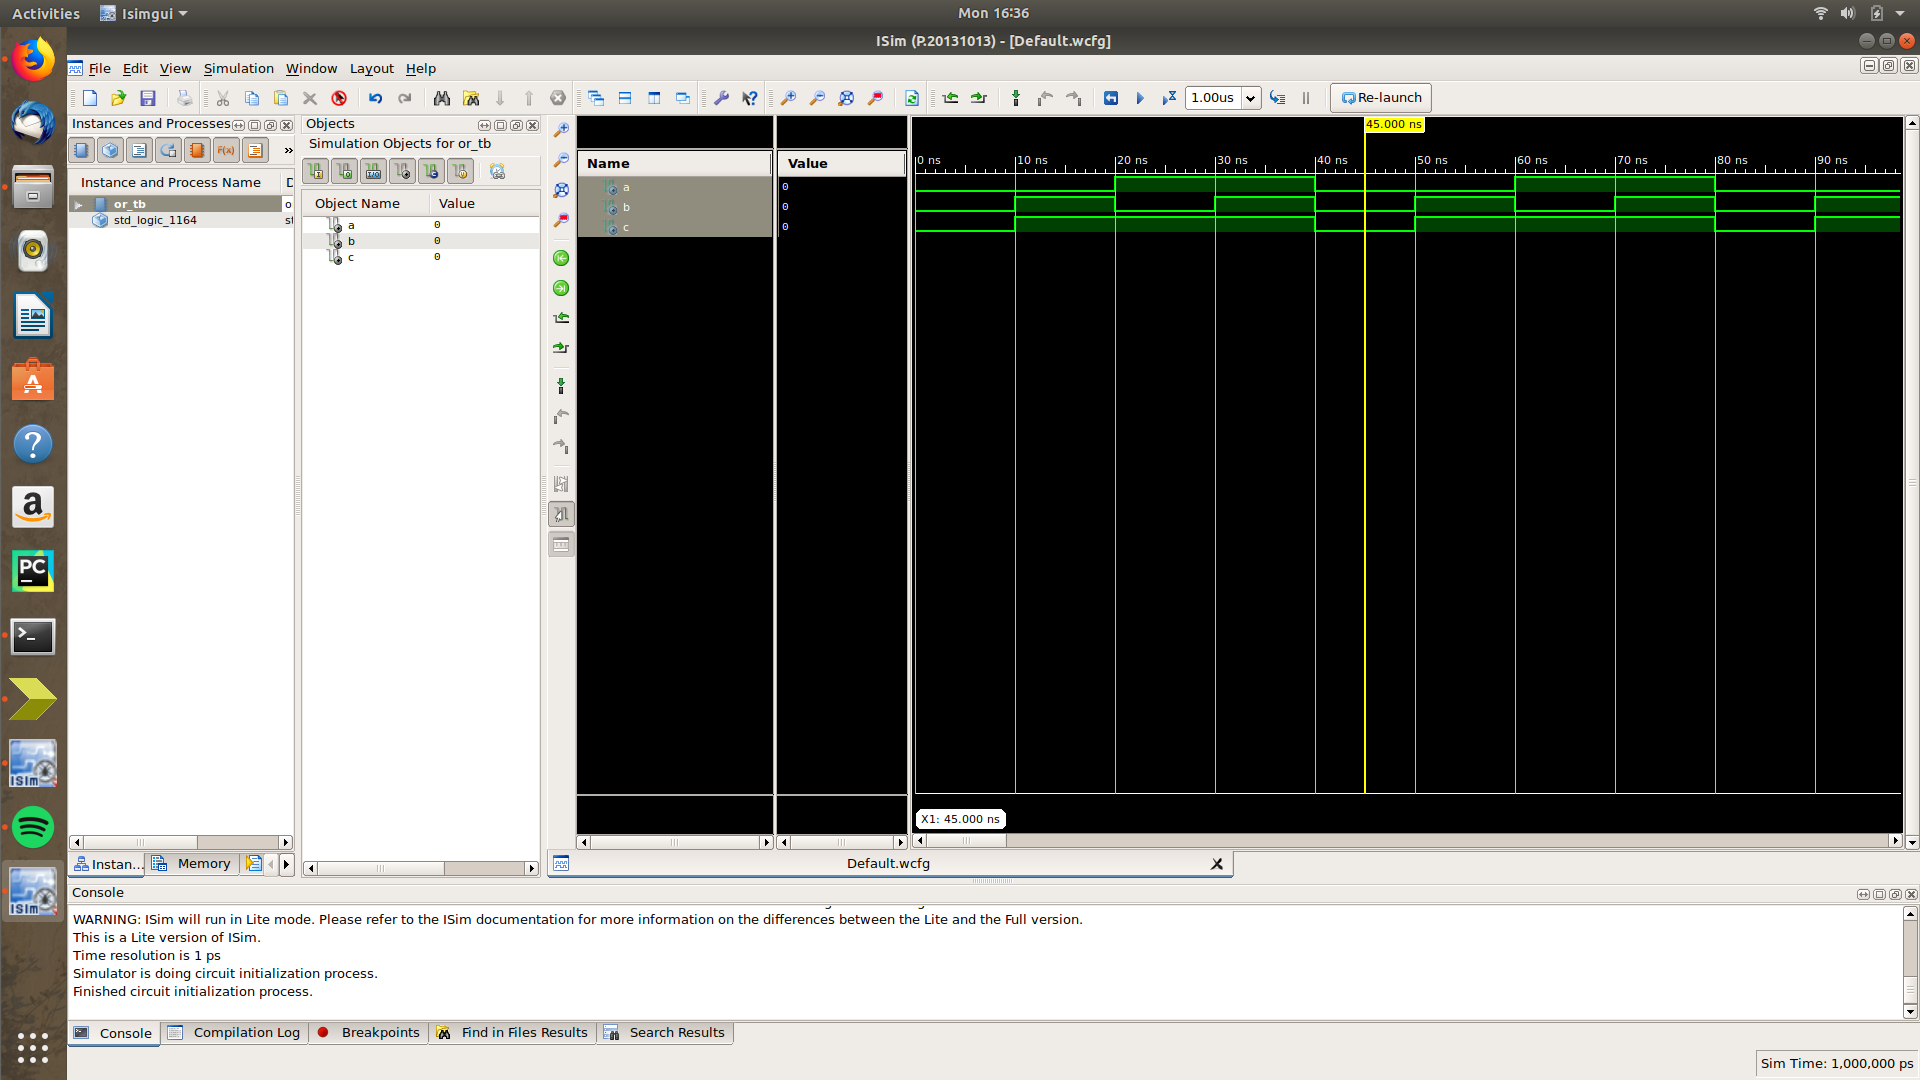 Activities
Isimgui
Mon 16:36
ISim (P.20131013) - [Default.wcfg]
File Edit View Simulation Window Layout Help
1.00us
Re-launch
Instances and Processes
Instance and Process Name
D
or_tb
o
std_logic_1164
st
Instan...
Memory
Objects
Simulation Objects for or_tb
Object Name Value
a 0
b 0
c 0
Name Value
a 0
b 0
c 0
45.000 ns
0 ns 10 ns 20 ns 30 ns 40 ns 50 ns 60 ns 70 ns 80 ns 90 ns
X1: 45.000 ns
Default.wcfg
Console
WARNING: ISim will run in Lite mode. Please refer to the ISim documentation for more information on the differences between the Lite and the Full version.
This is a Lite version of ISim.
Time resolution is 1 ps
Simulator is doing circuit initialization process.
Finished circuit initialization process.
Console
Compilation Log
Breakpoints
Find in Files Results
Search Results
Sim Time: 1,000,000 ps